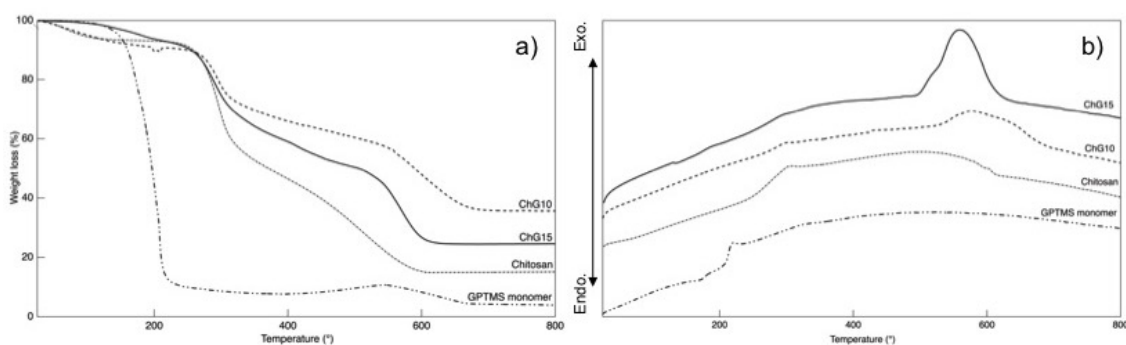 a)
100
80
60
40
20
0
Weight loss (%)
ChG10
ChG15
Chitosan
GPTMS monomer
200
400
600
800
Temperature (°)
b)
Exo.
Endo.
ChG15
ChG10
Chitosan
GPTMS monomer
200
400
600
800
Temperature (°)